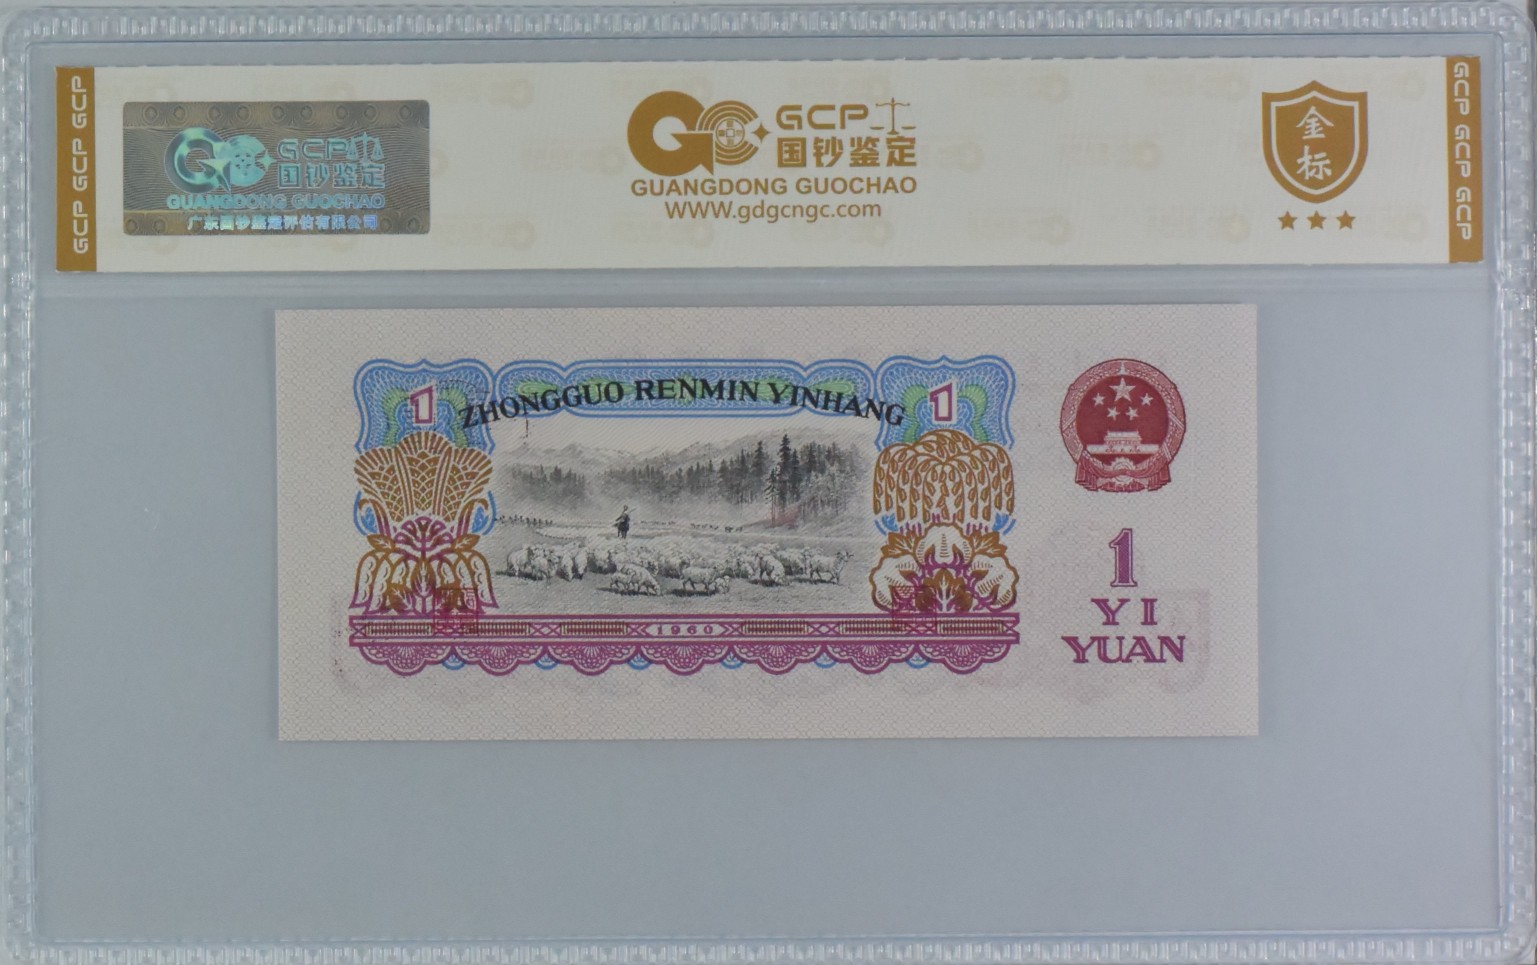 GCP GCP GCP
GCP
国钞鉴定
GUANGDONG GUOCHAO
广东国钞鉴定评估有限公司
GCP
国钞鉴定
GUANGDONG GUOCHAO
WWW.gdgcngc.com
金
标
GCP GCP GCP
1
ZHONGGUO RENMIN YINHANG
1
1960
1
YI
YUAN